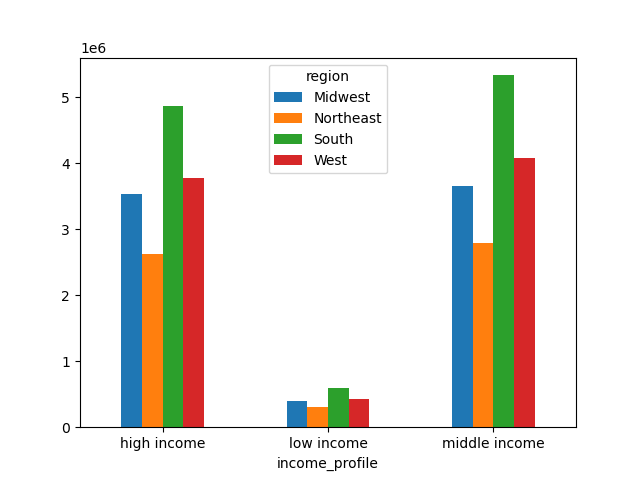 1e6
region
Midwest
Northeast
South
West
5
4
3
2
1
0
high income
low income
middle income
income_profile